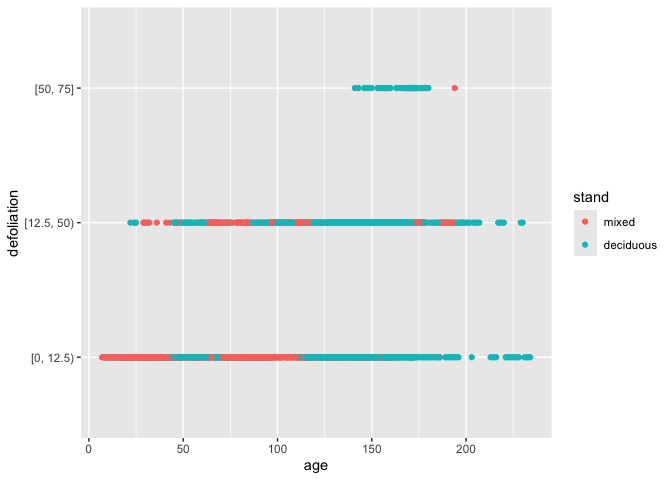 [50, 75]
[12.5, 50)
[0, 12.5)
defoliation
0 50 100 150 200
age
stand
mixed
deciduous